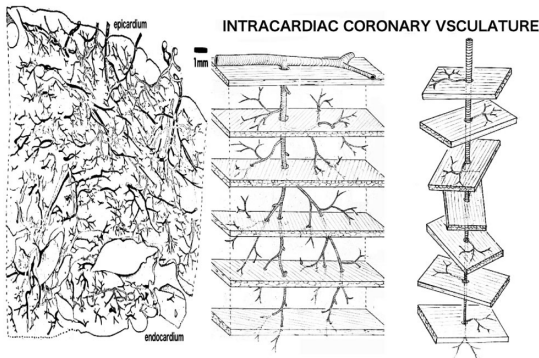 INTRACARDIAC CORONARY VSCULATURE
epicardium
1mm
endocardium